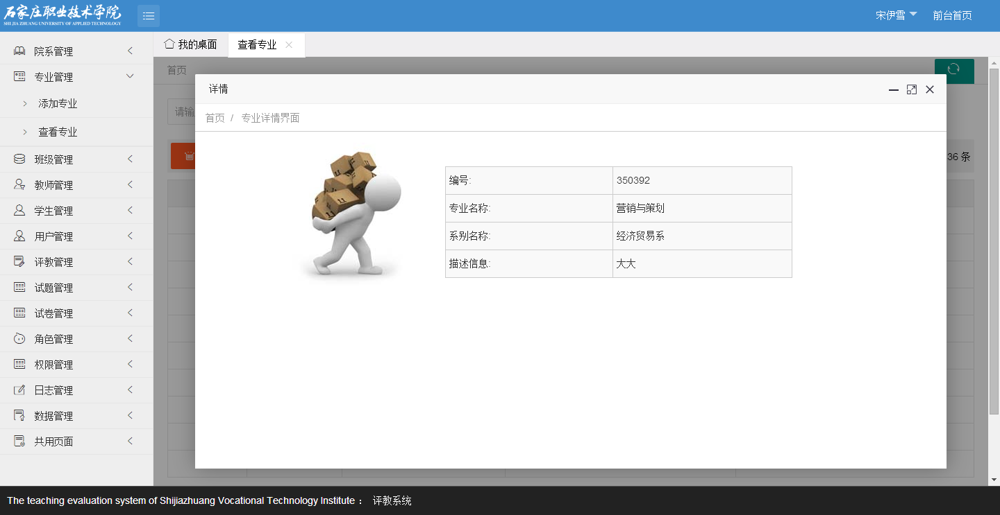 石家庄职业技术学院
SHI JIA ZHUANG UNIVERSITY OF APPLIED TECHNOLOGY
宋伊雪
前台首页
院系管理
专业管理
添加专业
查看专业
班级管理
教师管理
学生管理
用户管理
评教管理
试题管理
试卷管理
角色管理
权限管理
日志管理
数据管理
共用页面
我的桌面
查看专业
首页
请输
36 条
详情
首页 / 专业详情界面
编号: 350392
专业名称: 营销与策划
系别名称: 经济贸易系
描述信息: 大大
The teaching evaluation system of Shijiazhuang Vocational Technology Institute ： 评教系统